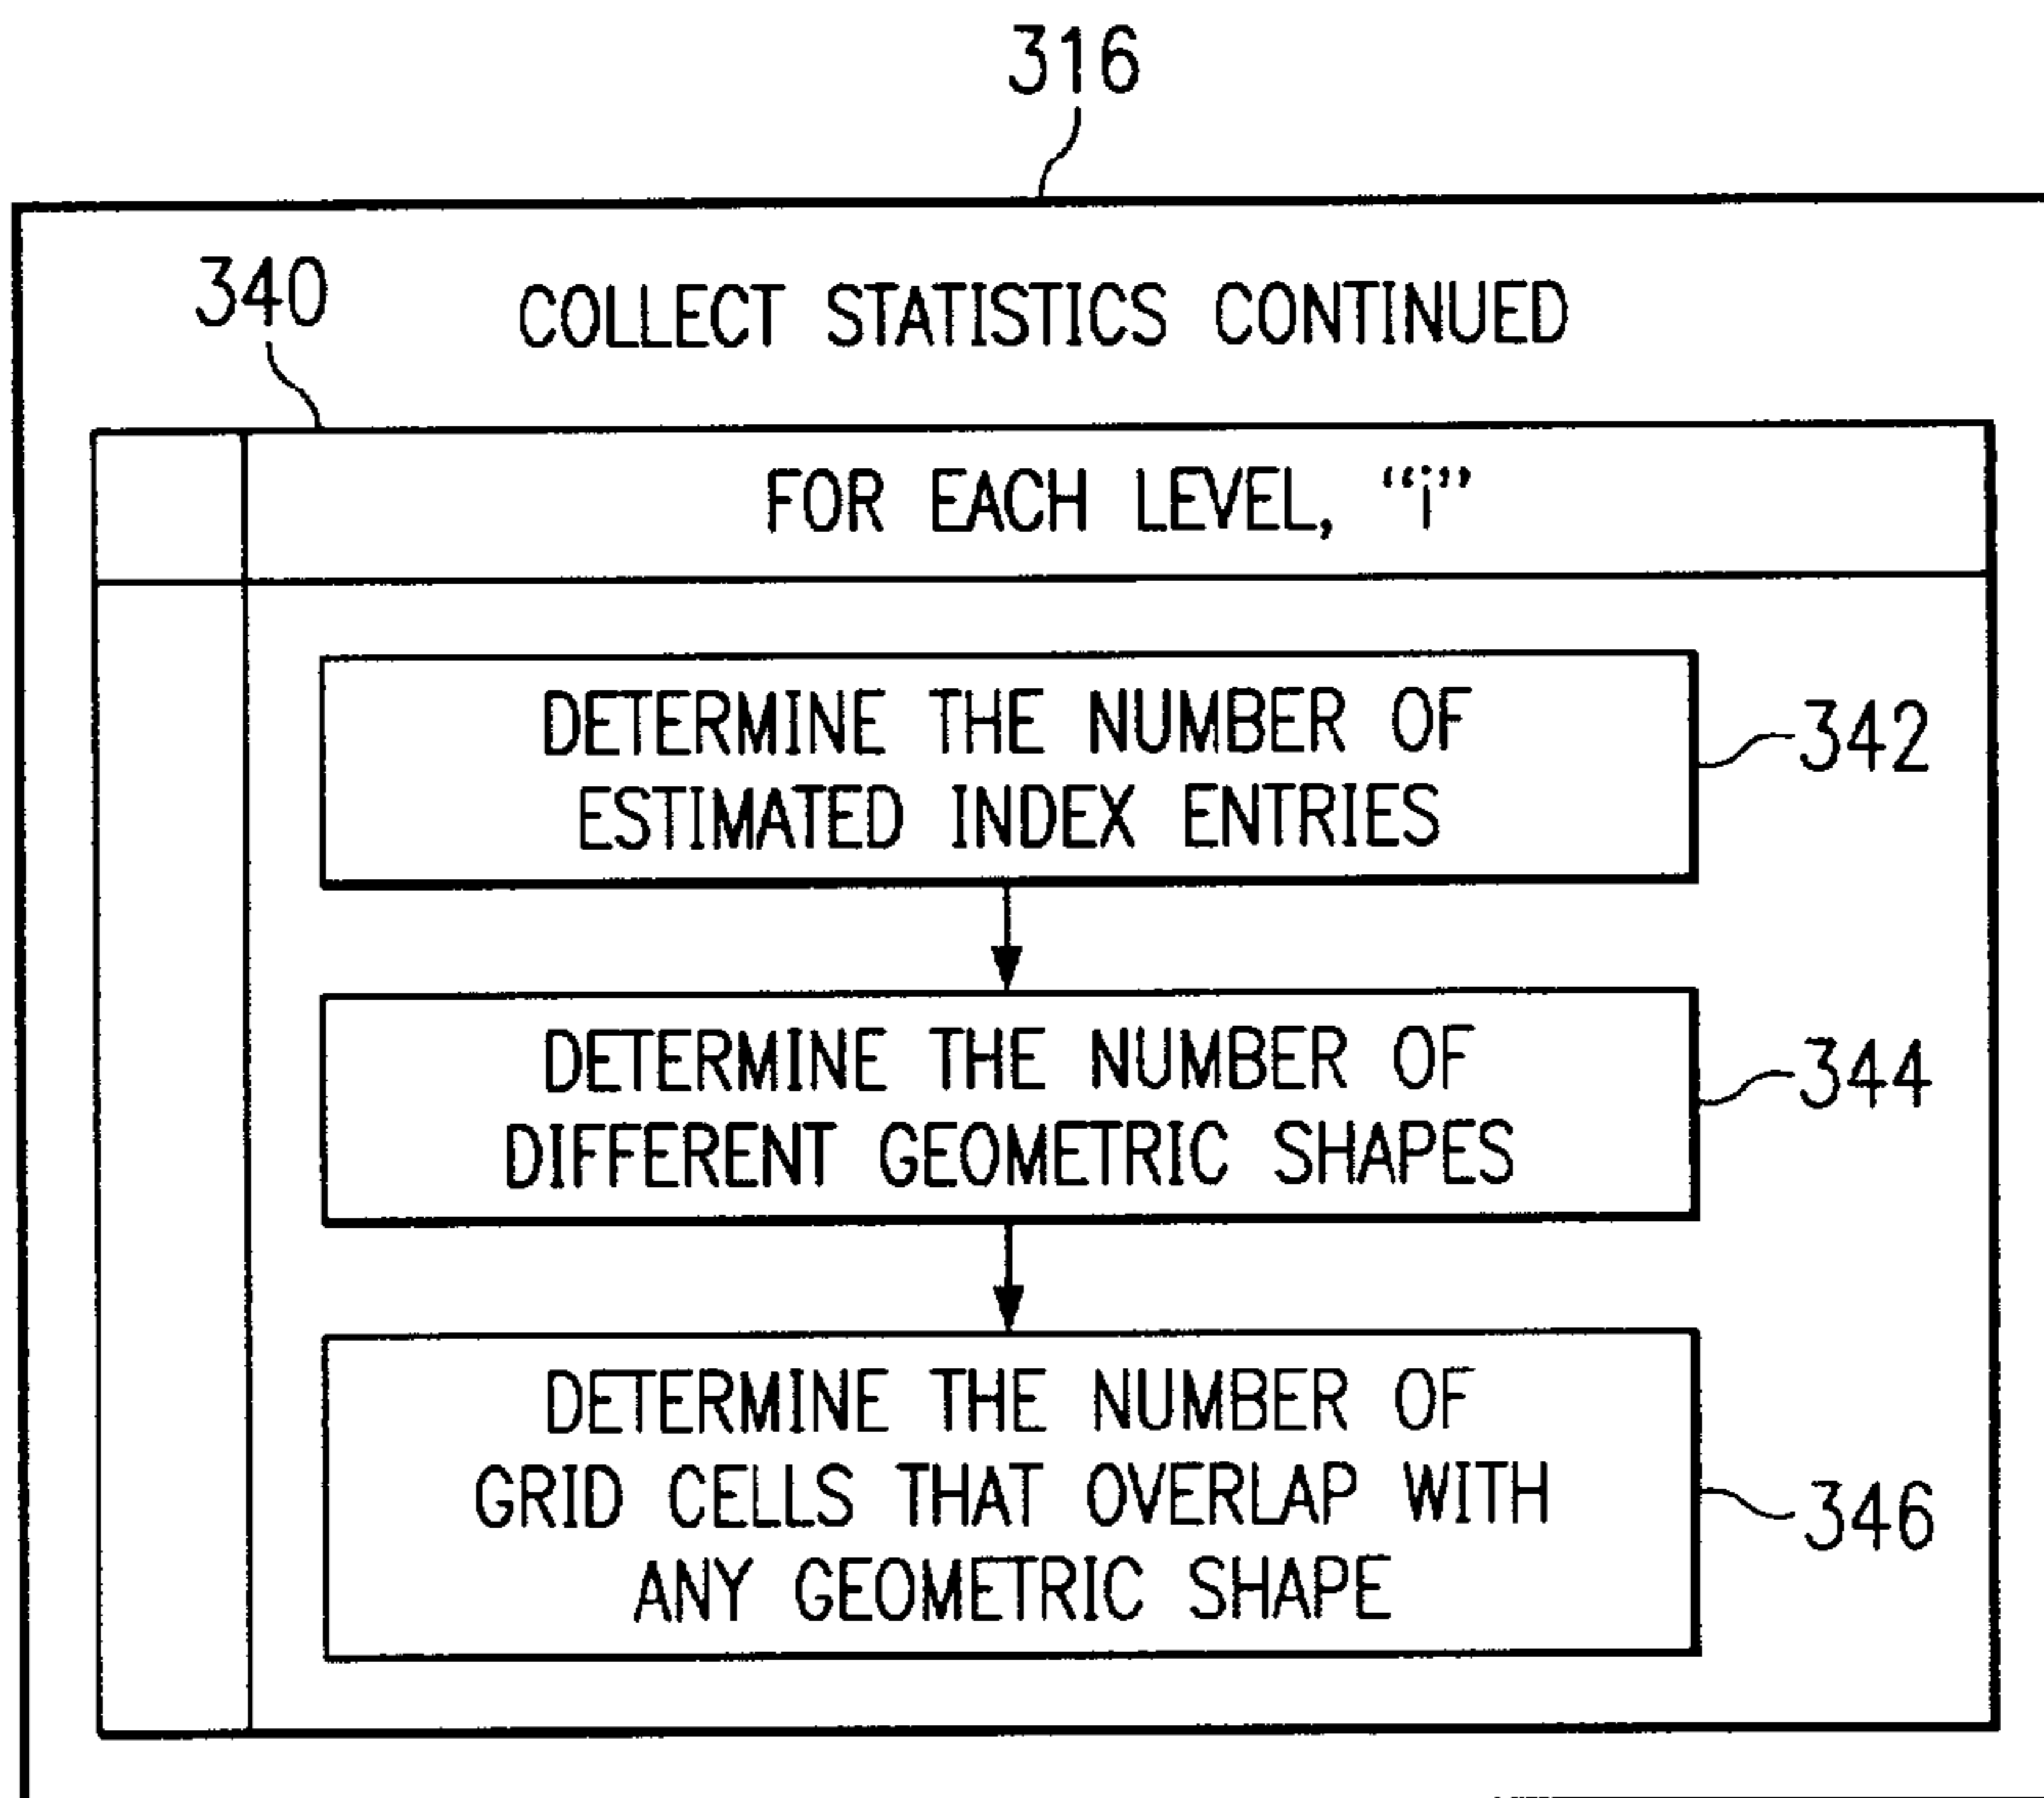 316
340
COLLECT STATISTICS CONTINUED
FOR EACH LEVEL, “i”
DETERMINE THE NUMBER OF
ESTIMATED INDEX ENTRIES
342
DETERMINE THE NUMBER OF
DIFFERENT GEOMETRIC SHAPES
344
DETERMINE THE NUMBER OF
GRID CELLS THAT OVERLAP WITH
ANY GEOMETRIC SHAPE
346